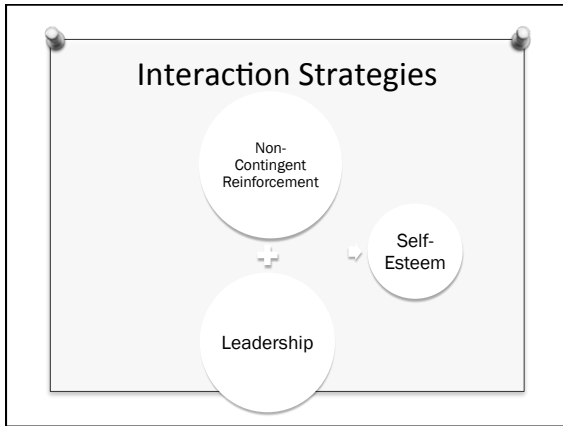 Interaction Strategies
Non-
Contingent
Reinforcement
Self-
Esteem
Leadership